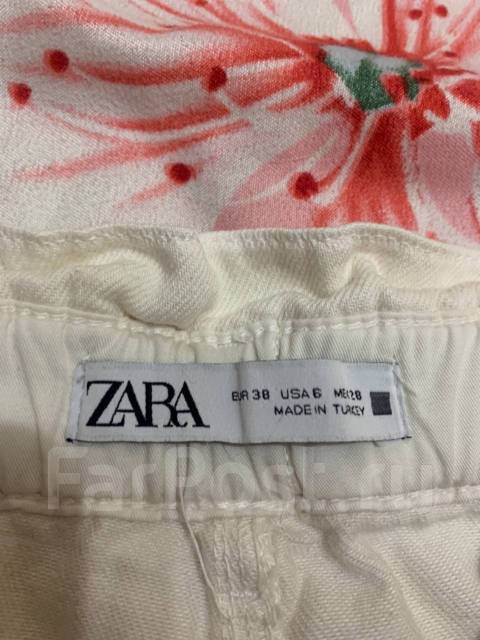 ZARA
EUR 38 USA 6 MEX 28
MADE IN TURKEY
FarPost.ru